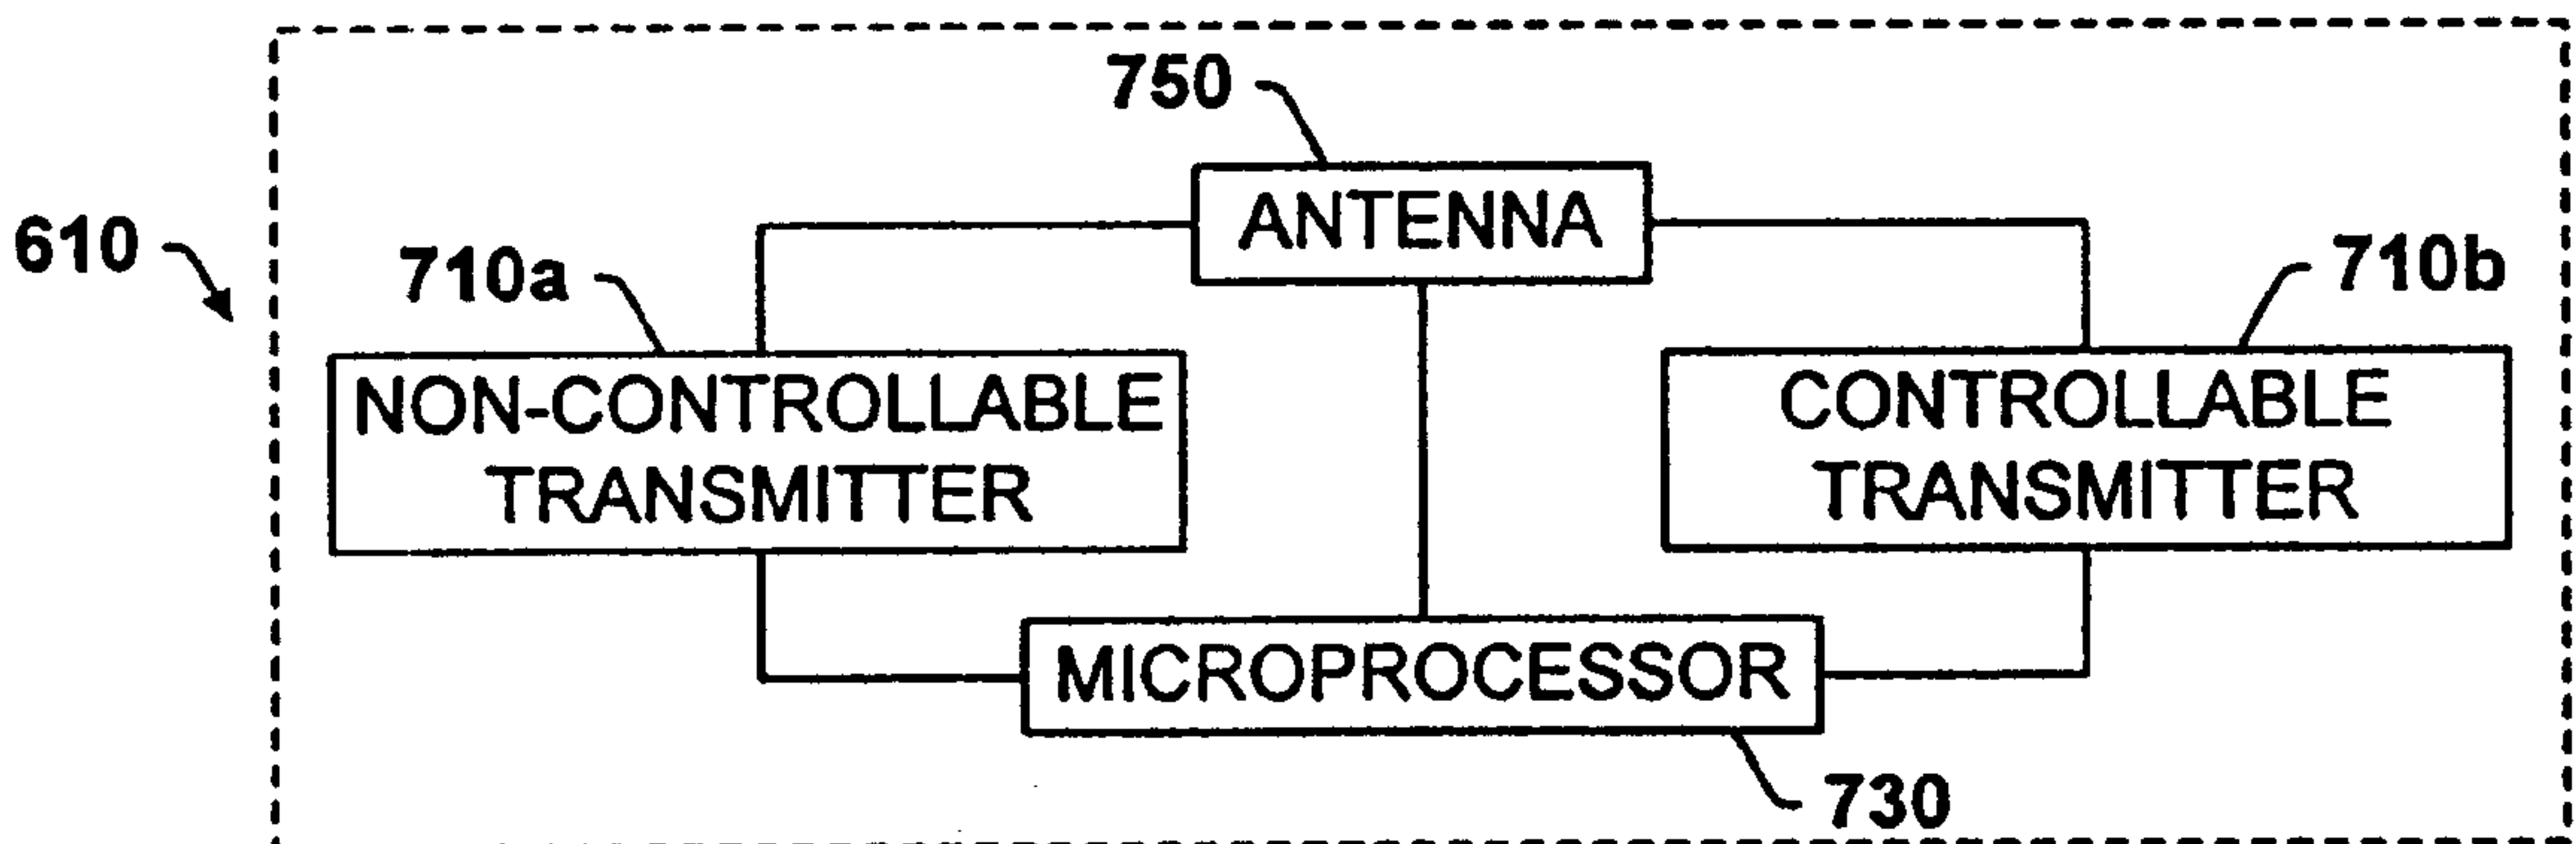 750
ANTENNA
610
710a
710b
NON-CONTROLLABLE
TRANSMITTER
CONTROLLABLE
TRANSMITTER
MICROPROCESSOR
730